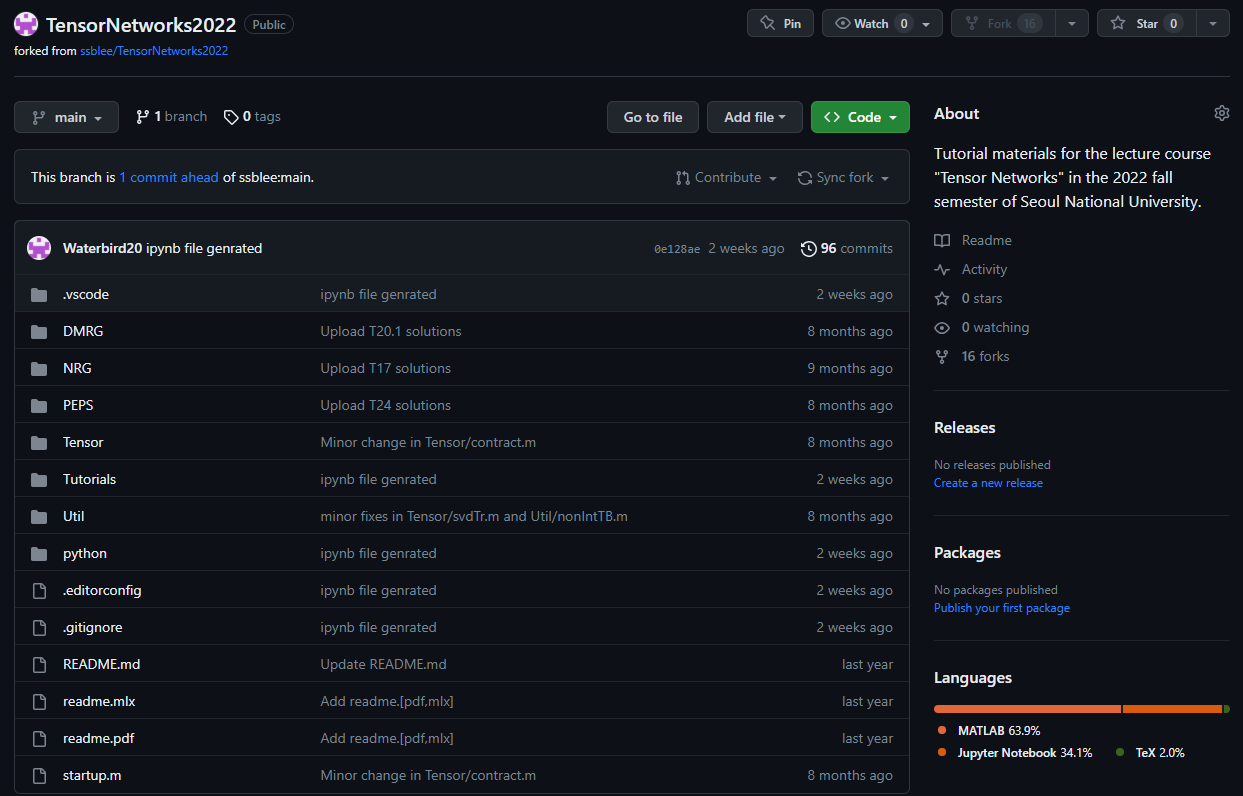 TensorNetworks2022 Public Pin Watch 0 Fork 16 Star 0
forked from ssblee/TensorNetworks2022
main 1 branch 0 tags Go to file Add file Code
This branch is 1 commit ahead of ssblee:main. Contribute Sync fork
Waterbird20 ipynb file genrated 0e128ae 2 weeks ago 96 commits
.vscode ipynb file genrated 2 weeks ago
DMRG Upload T20.1 solutions 8 months ago
NRG Upload T17 solutions 9 months ago
PEPS Upload T24 solutions 8 months ago
Tensor Minor change in Tensor/contract.m 8 months ago
Tutorials ipynb file genrated 2 weeks ago
Util minor fixes in Tensor/svdTr.m and Util/nonIntTB.m 8 months ago
python ipynb file genrated 2 weeks ago
.editorconfig ipynb file genrated 2 weeks ago
.gitignore ipynb file genrated 2 weeks ago
README.md Update README.md last year
readme.mlx Add readme.[pdf,mlx] last year
readme.pdf Add readme.[pdf,mlx] last year
startup.m Minor change in Tensor/contract.m 8 months ago
About
Tutorial materials for the lecture course
"Tensor Networks" in the 2022 fall
semester of Seoul National University.
Readme
Activity
0 stars
0 watching
16 forks
Releases
No releases published
Create a new release
Packages
No packages published
Publish your first package
Languages
MATLAB 63.9%
Jupyter Notebook 34.1% TeX 2.0%